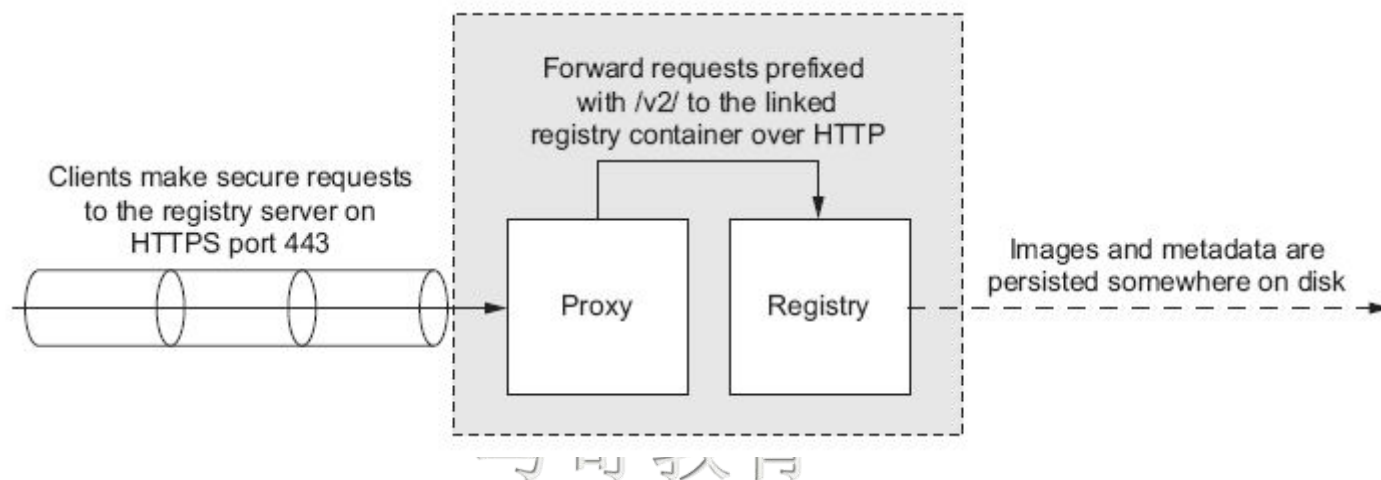 Forward requests prefixed
with /v2/ to the linked
registry container over HTTP
Clients make secure requests
to the registry server on
HTTPS port 443
Proxy
Registry
Images and metadata are
persisted somewhere on disk